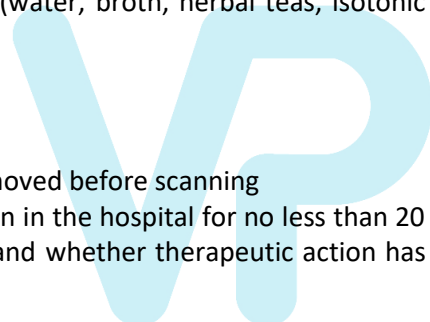 (water, broth, herbal teas, isotonic
before scanning
n in the hospital for no less than 20
and whether therapeutic action has
VP